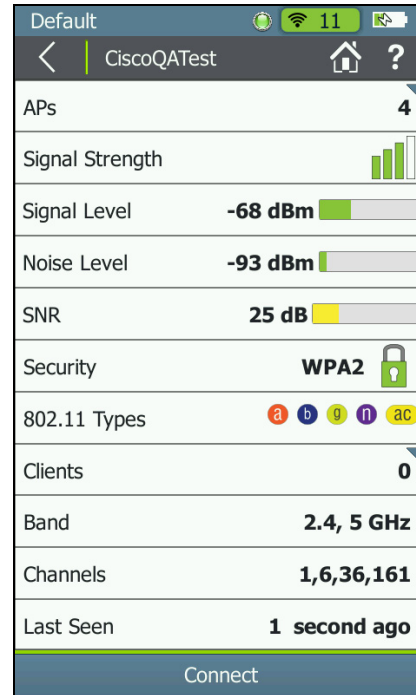 Default 11
CiscoQATest ?
APs 4
Signal Strength
Signal Level -68 dBm
Noise Level -93 dBm
SNR 25 dB
Security WPA2
802.11 Types a b g n ac
Clients 0
Band 2.4, 5 GHz
Channels 1,6,36,161
Last Seen 1 second ago
Connect